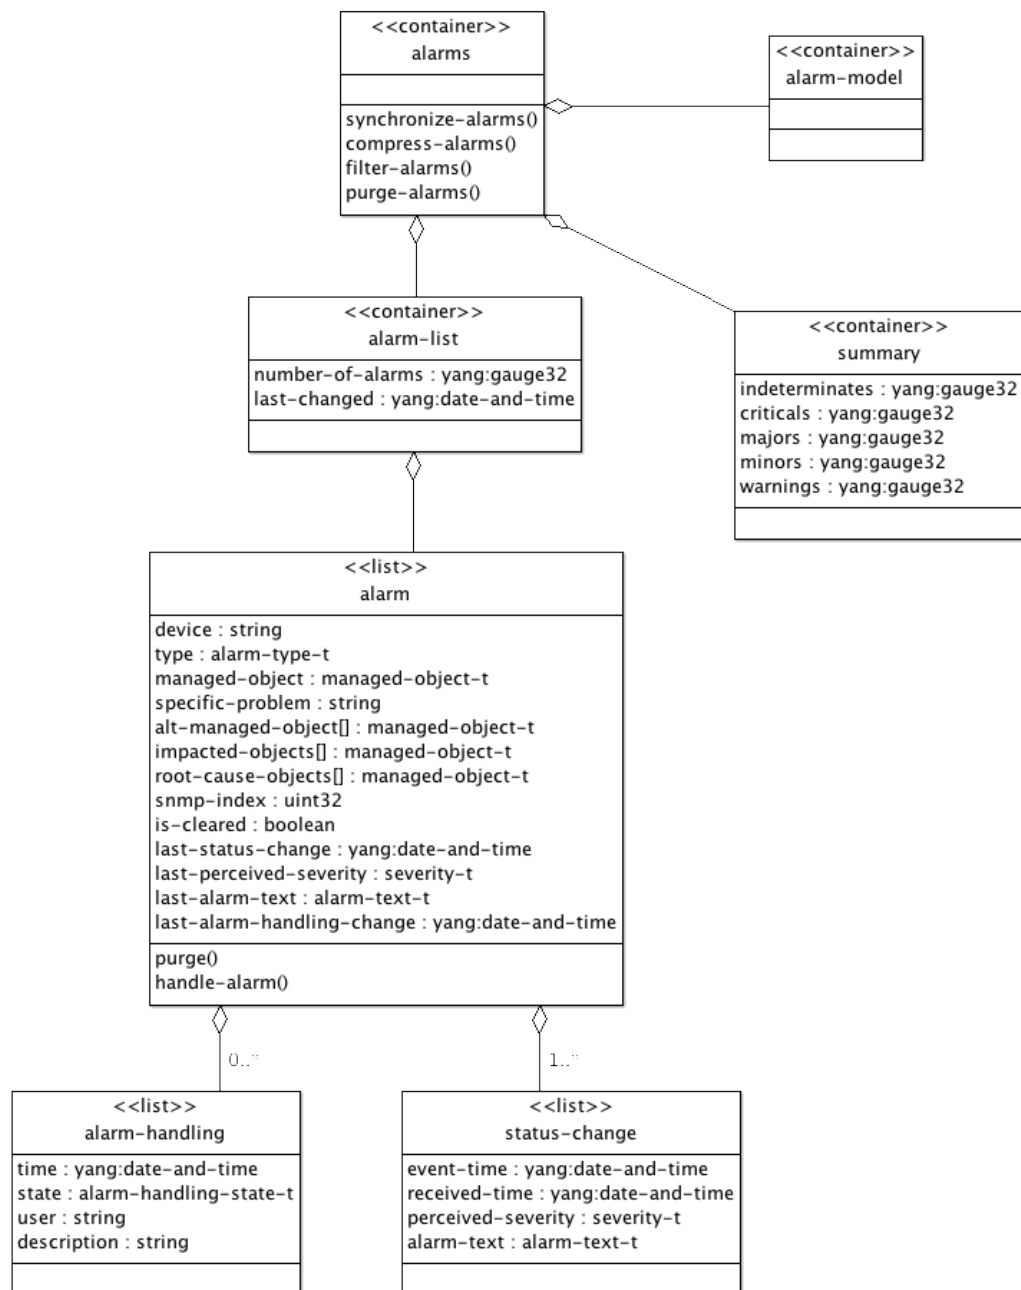 <<container>>
alarms
synchronize-alarms()
compress-alarms()
filter-alarms()
purge-alarms()
<<container>>
alarm-model
<<container>>
alarm-list
number-of-alarms : yang:gauge32
last-changed : yang:date-and-time
<<container>>
summary
indeterminates : yang:gauge32
criticals : yang:gauge32
majors : yang:gauge32
minors : yang:gauge32
warnings : yang:gauge32
<<list>>
alarm
device : string
type : alarm-type-t
managed-object : managed-object-t
specific-problem : string
alt-managed-object[] : managed-object-t
impacted-objects[] : managed-object-t
root-cause-objects[] : managed-object-t
snmp-index : uint32
is-cleared : boolean
last-status-change : yang:date-and-time
last-perceived-severity : severity-t
last-alarm-text : alarm-text-t
last-alarm-handling-change : yang:date-and-time
purge()
handle-alarm()
0..*
1..*
<<list>>
alarm-handling
time : yang:date-and-time
state : alarm-handling-state-t
user : string
description : string
<<list>>
status-change
event-time : yang:date-and-time
received-time : yang:date-and-time
perceived-severity : severity-t
alarm-text : alarm-text-t